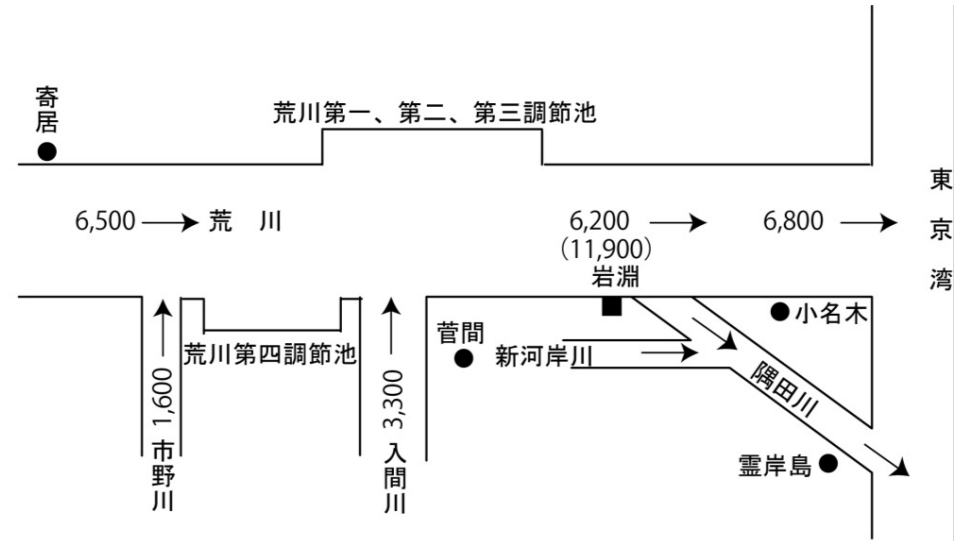 寄居
荒川第一、第二、第三調節池
東京湾
6,500
荒川
6,200
(11,900)
岩淵
6,800
小名木
菅間
新河岸川
荒川第四調節池
1,600
市野川
3,300
入間川
隅田川
霊岸島